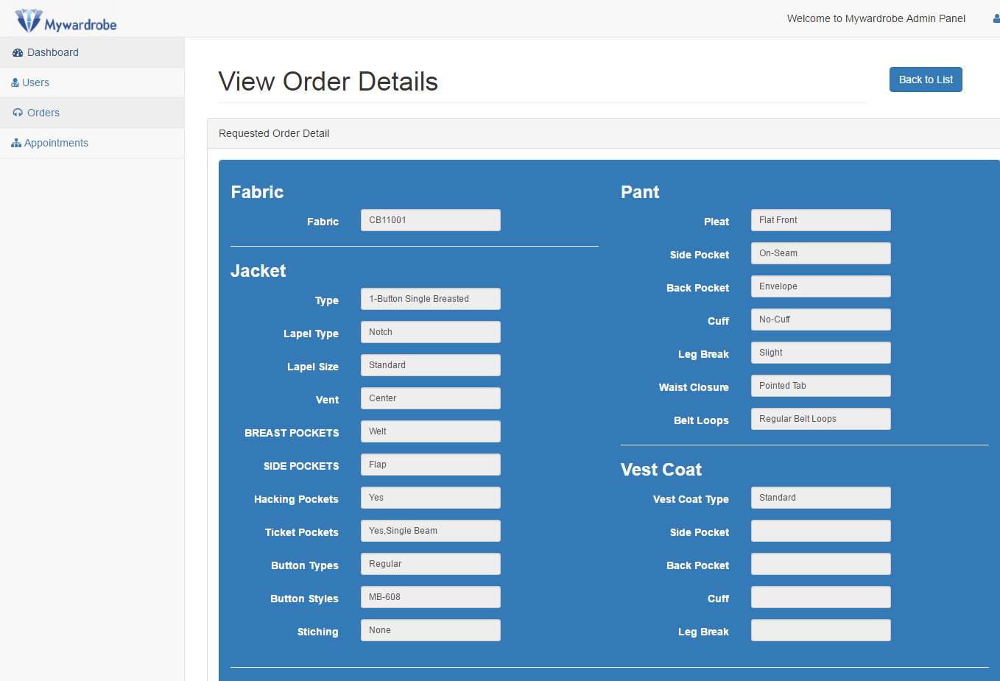 Mywardrobe
Welcome to Mywardrobe Admin Panel
Dashboard
Users
Orders
Appointments
View Order Details
Back to List
Requested Order Detail
Fabric
Fabric CB11001
Jacket
Type 1-Button Single Breasted
Lapel Type Notch
Lapel Size Standard
Vent Center
BREAST POCKETS Welt
SIDE POCKETS Flap
Hacking Pockets Yes
Ticket Pockets Yes,Single Beam
Button Types Regular
Button Styles MB-608
Stiching None
Pant
Pleat Flat Front
Side Pocket On-Seam
Back Pocket Envelope
Cuff No-Cuff
Leg Break Slight
Waist Closure Pointed Tab
Belt Loops Regular Belt Loops
Vest Coat
Vest Coat Type Standard
Side Pocket
Back Pocket
Cuff
Leg Break